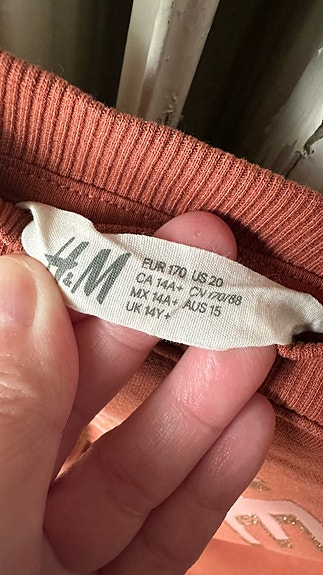 H&M
EUR 170 US 20
CA 14A+ CN 170/88
MX 14A+ AUS 15
UK 14Y+
E